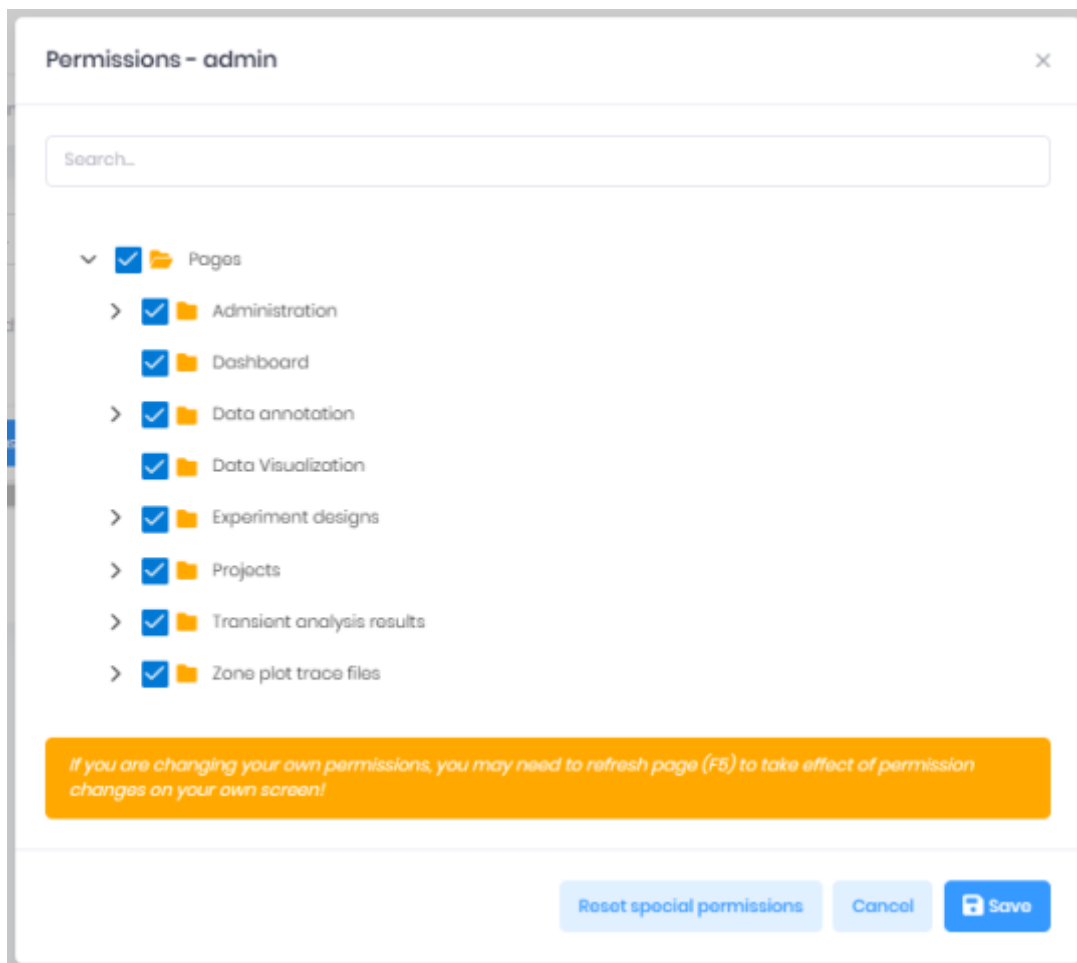 Permissions - admin
Search...
Pages
Administration
Dashboard
Data annotation
Data Visualization
Experiment designs
Projects
Transient analysis results
Zone plot trace files
If you are changing your own permissions, you may need to refresh page (F5) to take effect of permission
changes on your own screen!
Reset special permissions
Cancel
Save